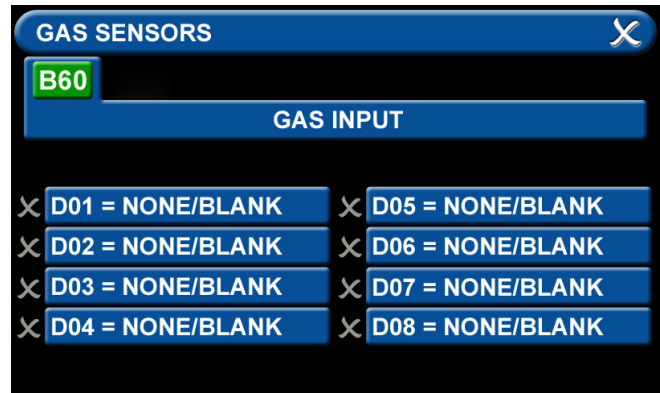 GAS SENSORS
B60
GAS INPUT
D01 = NONE/BLANK
D02 = NONE/BLANK
D03 = NONE/BLANK
D04 = NONE/BLANK
D05 = NONE/BLANK
D06 = NONE/BLANK
D07 = NONE/BLANK
D08 = NONE/BLANK